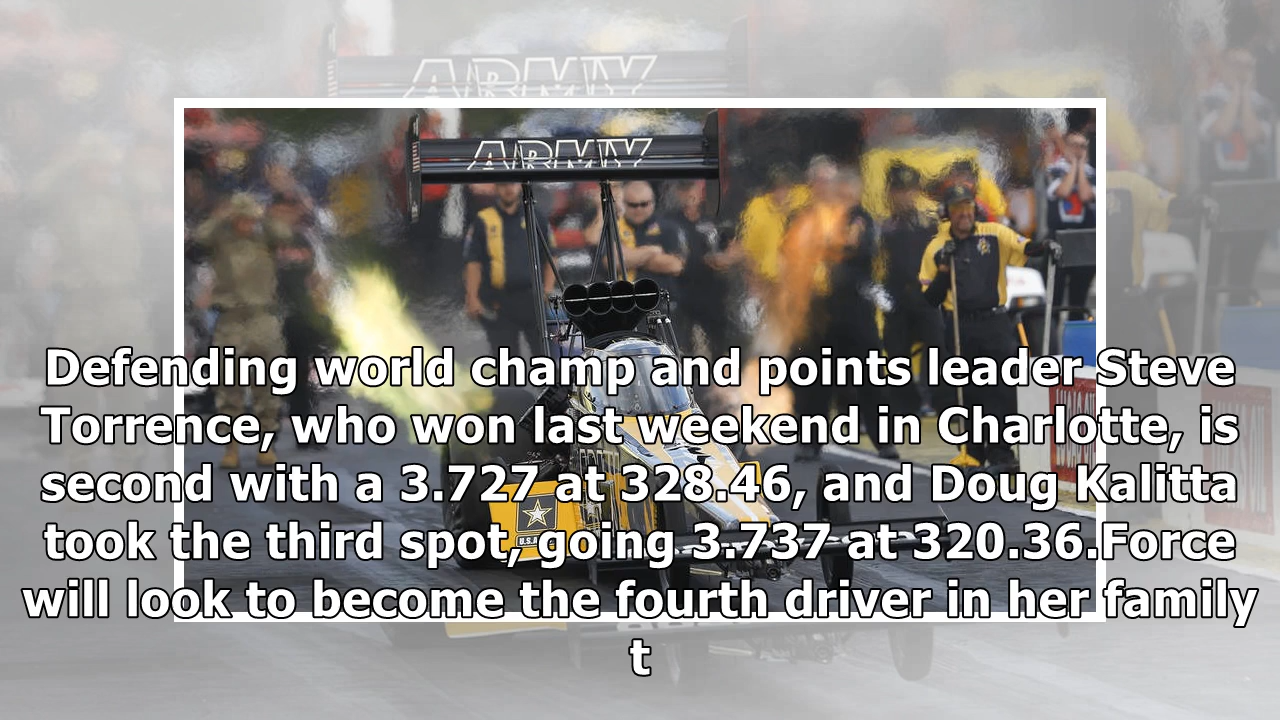 ARMY
ARMY
Defending world champ and points leader Steve
Torrence, who won last weekend in Charlotte, is
second with a 3.727 at 328.46, and Doug Kalitta
took the third spot, going 3.737 at 320.36.Force
will look to become the fourth driver in her family
t